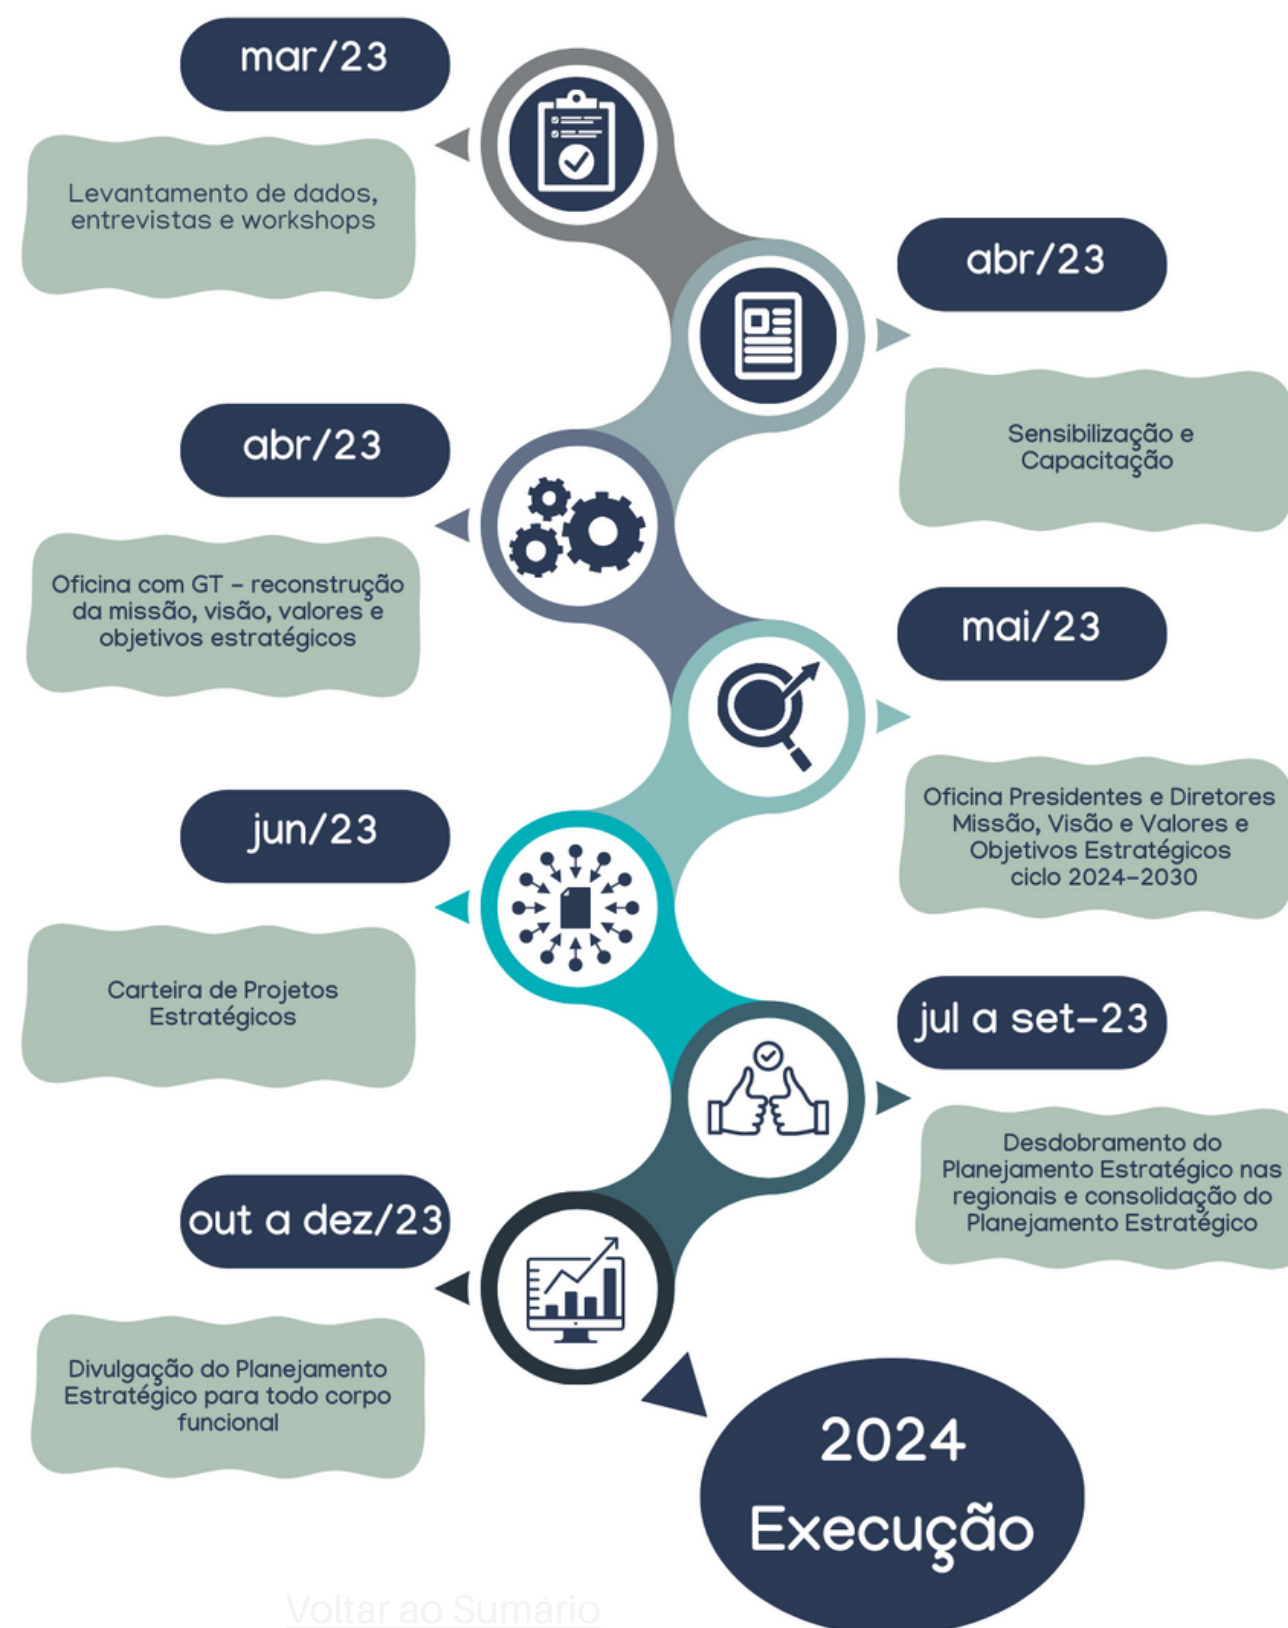 mar/23
Levantamento de dados,
entrevistas e workshops
abr/23
Sensibilização e
Capacitação
abr/23
Oficina com GT - reconstrução
da missão, visão, valores e
objetivos estratégicos
mai/23
Oficina Presidentes e Diretores
Missão, Visão e Valores e
Objetivos Estratégicos
ciclo 2024-2030
jun/23
Carteira de Projetos
Estratégicos
jul a set-23
Desdobramento do
Planejamento Estratégico nas
regionais e consolidação do
Planejamento Estratégico
out a dez/23
Divulgação do Planejamento
Estratégico para todo corpo
funcional
2024
Execução
Voltar ao Sumário